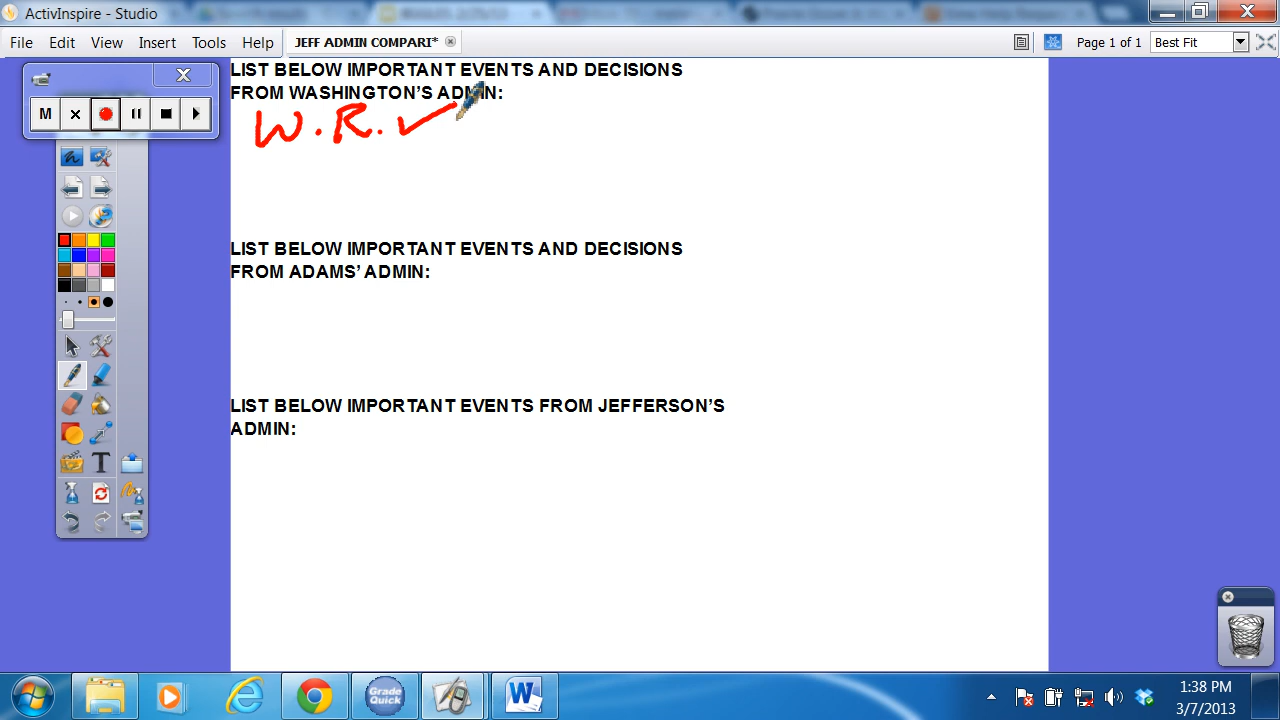 ActivInspire - Studio
File Edit View Insert Tools Help JEFF ADMIN COMPARI* Page 1 of 1 Best Fit
LIST BELOW IMPORTANT EVENTS AND DECISIONS
FROM WASHINGTON'S ADMIN:
M
W.R.
LIST BELOW IMPORTANT EVENTS AND DECISIONS
FROM ADAMS' ADMIN:
LIST BELOW IMPORTANT EVENTS FROM JEFFERSON'S
ADMIN:
Grade
Quick
1:38 PM
3/7/2013